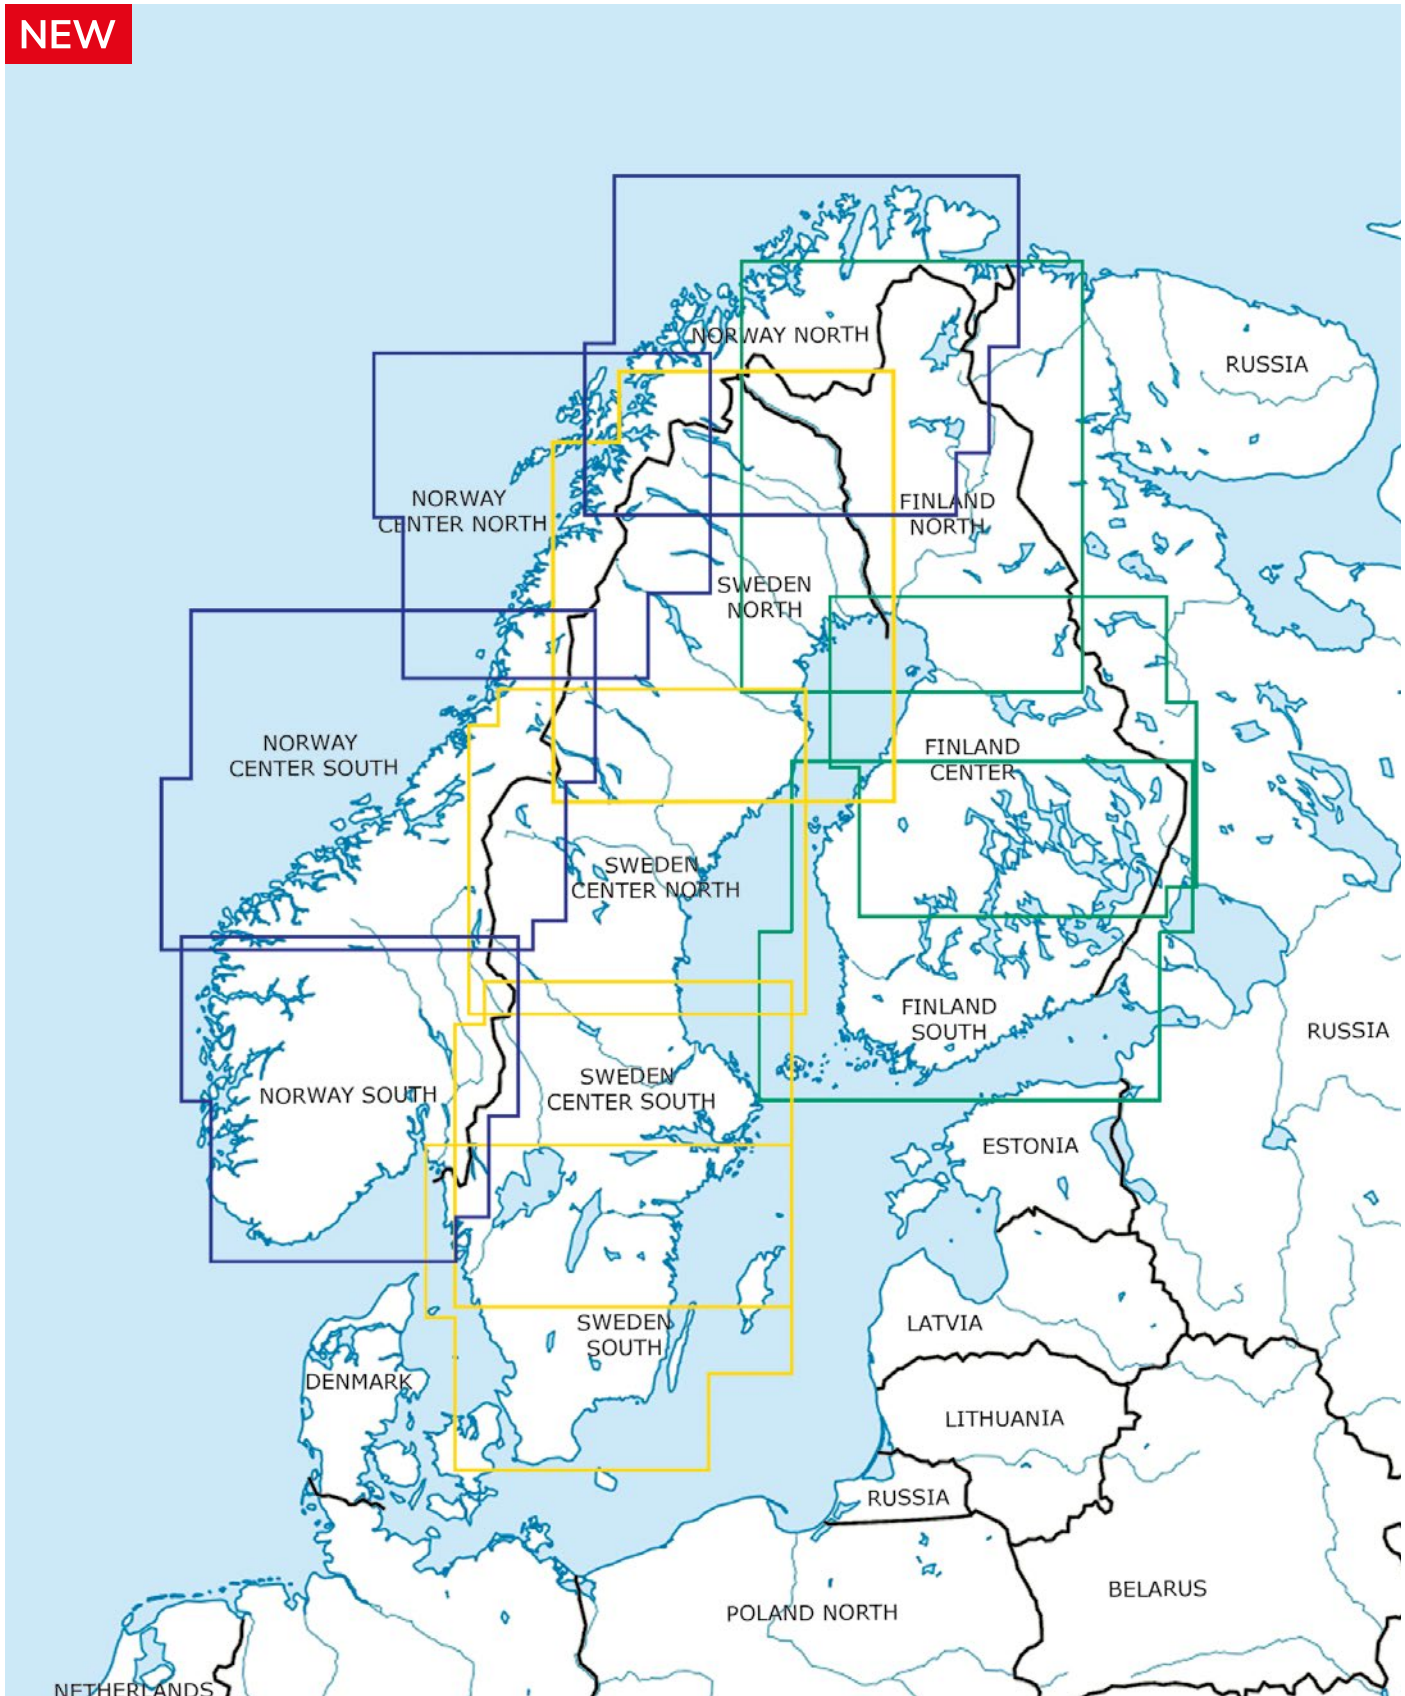 NEW
NORWAY NORTH
RUSSIA
NORWAY
CENTER NORTH
FINLAND
NORTH
SWEDEN
NORTH
NORWAY
CENTER SOUTH
FINLAND
CENTER
SWEDEN
CENTER NORTH
FINLAND
SOUTH
RUSSIA
NORWAY SOUTH
SWEDEN
CENTER SOUTH
ESTONIA
LATVIA
SWEDEN
SOUTH
DENMARK
LITHUANIA
RUSSIA
BELARUS
POLAND NORTH
NETHERLANDS